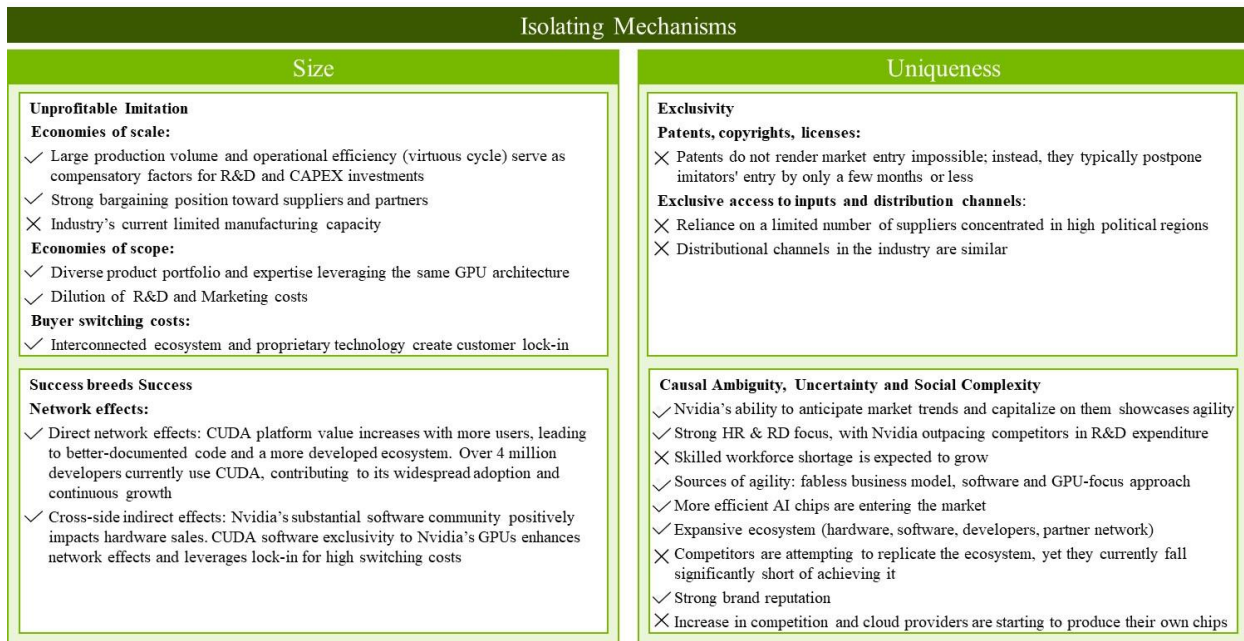 Isolating Mechanisms
Size
Unprofitable Imitation
Economies of scale:
✓ Large production volume and operational efficiency (virtuous cycle) serve as
compensatory factors for R&D and CAPEX investments
✓ Strong bargaining position toward suppliers and partners
✕ Industry's current limited manufacturing capacity
Economies of scope:
✓ Diverse product portfolio and expertise leveraging the same GPU architecture
✓ Dilution of R&D and Marketing costs
Buyer switching costs:
✓ Interconnected ecosystem and proprietary technology create customer lock-in
Success breeds Success
Network effects:
✓ Direct network effects: CUDA platform value increases with more users, leading
to better-documented code and a more developed ecosystem. Over 4 million
developers currently use CUDA, contributing to its widespread adoption and
continuous growth
✓ Cross-side indirect effects: Nvidia's substantial software community positively
impacts hardware sales. CUDA software exclusivity to Nvidia's GPUs enhances
network effects and leverages lock-in for high switching costs
Uniqueness
Exclusivity
Patents, copyrights, licenses:
✕ Patents do not render market entry impossible; instead, they typically postpone
imitators' entry by only a few months or less
Exclusive access to inputs and distribution channels:
✕ Reliance on a limited number of suppliers concentrated in high political regions
✕ Distributional channels in the industry are similar
Causal Ambiguity, Uncertainty and Social Complexity
✓ Nvidia's ability to anticipate market trends and capitalize on them showcases agility
✓ Strong HR & RD focus, with Nvidia outpacing competitors in R&D expenditure
✕ Skilled workforce shortage is expected to grow
✓ Sources of agility: fabless business model, software and GPU-focus approach
✓ More efficient AI chips are entering the market
✓ Expansive ecosystem (hardware, software, developers, partner network)
✕ Competitors are attempting to replicate the ecosystem, yet they currently fall
significantly short of achieving it
✓ Strong brand reputation
✕ Increase in competition and cloud providers are starting to produce their own chips